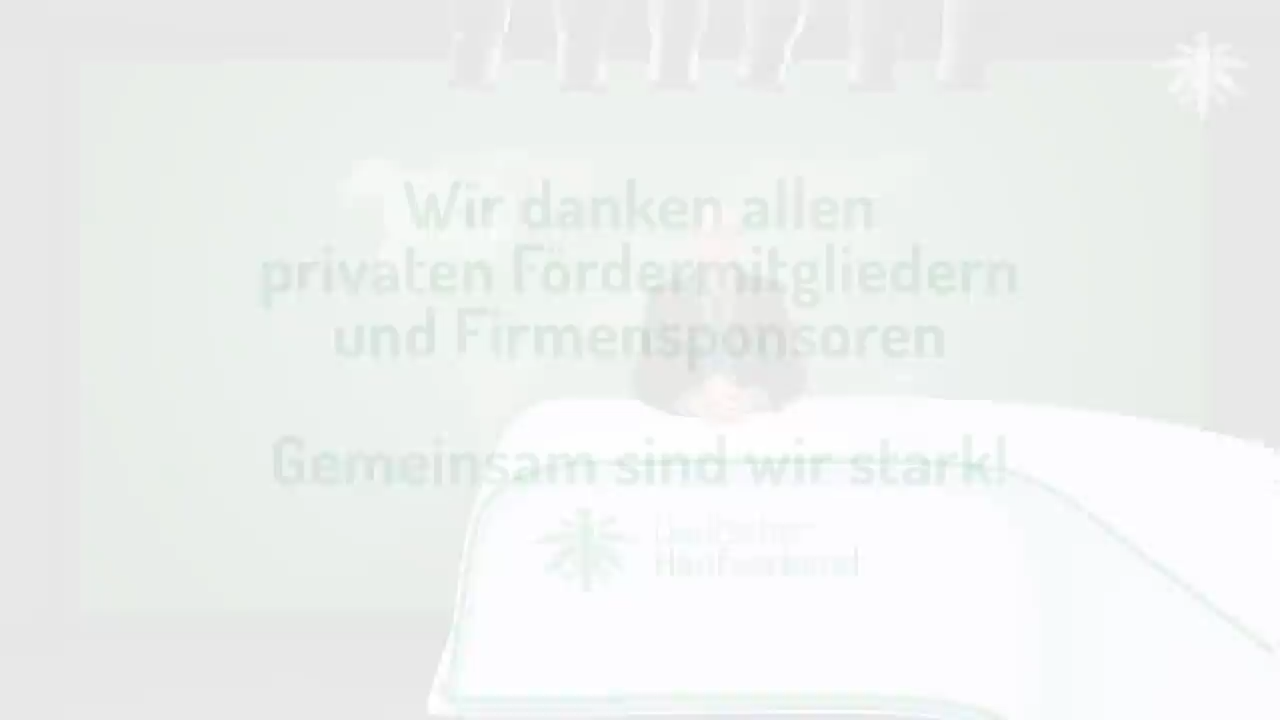 Wir danken allen
privaten Fördermitgliedern
und Firmensponsoren
Gemeinsam sind wir stark!
Deutscher
Hanfverband